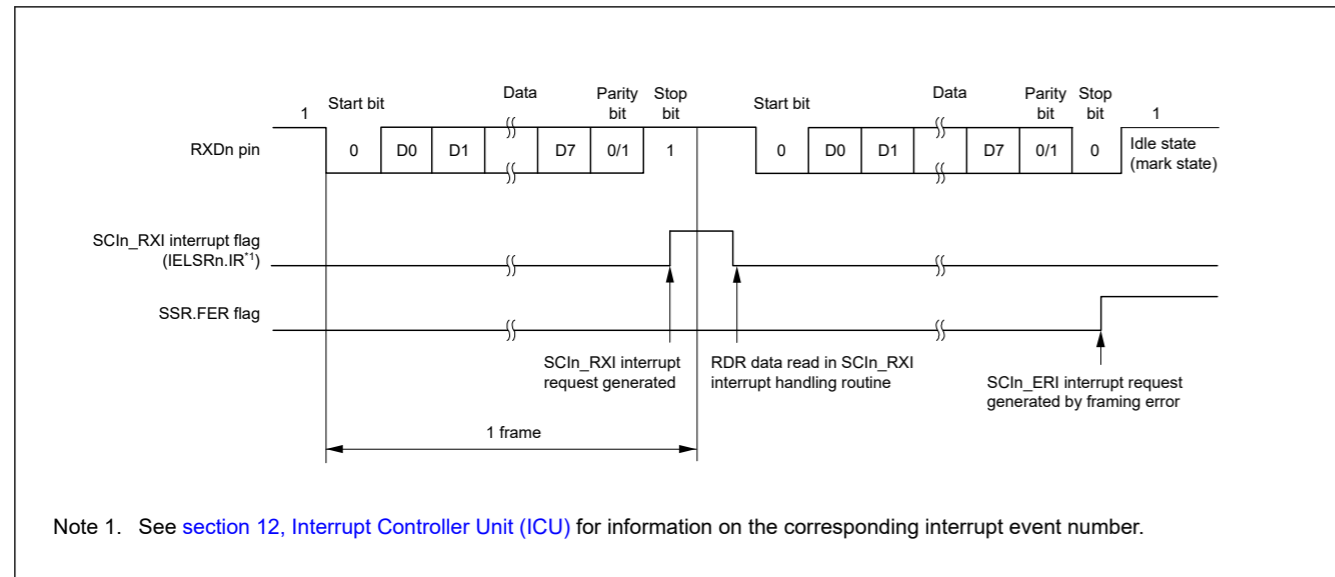 1
Start bit
Data
Parity bit
Stop bit
Start bit
Data
Parity bit
Stop bit
1
RXDn pin
0 D0 D1 D7 0/1 1 0 D0 D1 D7 0/1 0
Idle state
(mark state)
SCIn_RXI interrupt flag
(IELSRn.IR*1)
SSR.FER flag
SCIn_RXI interrupt
request generated
RDR data read in SCIn_RXI
interrupt handling routine
SCIn_ERI interrupt request
generated by framing error
1 frame
Note 1. See section 12, Interrupt Controller Unit (ICU) for information on the corresponding interrupt event number.